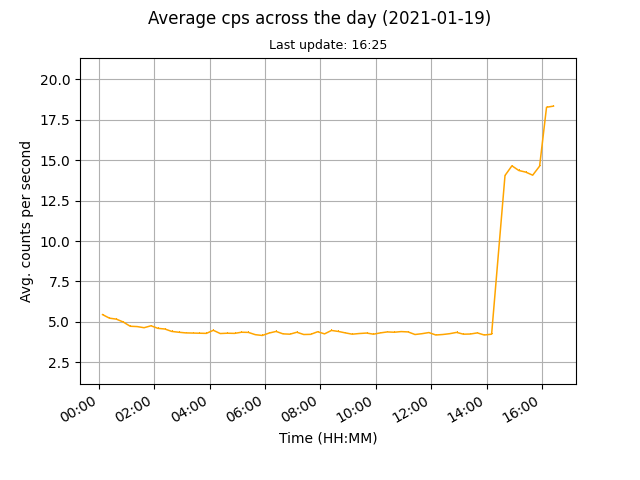 Average cps across the day (2021-01-19)
Last update: 16:25
20.0
17.5
15.0
12.5
10.0
7.5
5.0
2.5
Avg. counts per second
00:00 02:00 04:00 06:00 08:00 10:00 12:00 14:00 16:00
Time (HH:MM)